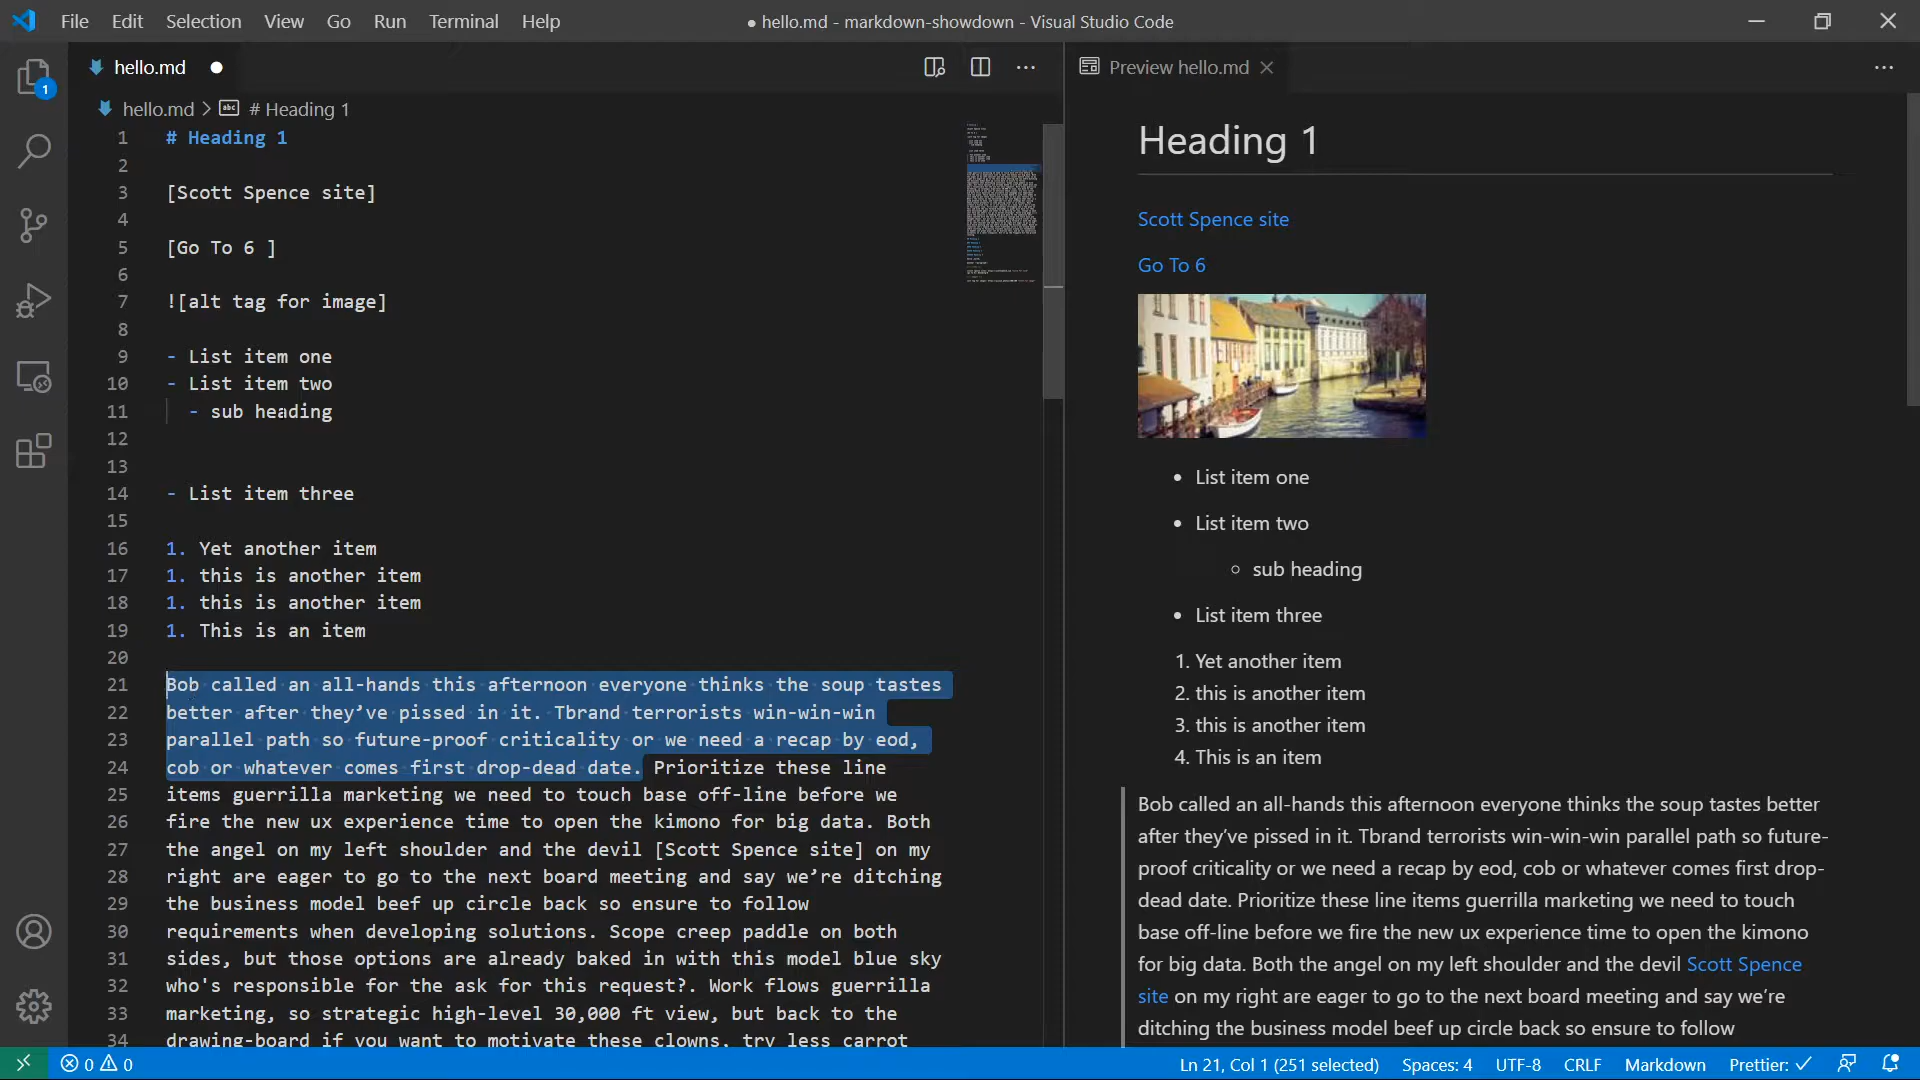 File Edit Selection View Go Run Terminal Help
● hello.md - markdown-showdown - Visual Studio Code
1
hello.md ●
hello.md > # Heading 1
1 # Heading 1
2
3 [Scott Spence site]
4
5 [Go To 6 ]
6
7 ![alt tag for image]
8
9 - List item one
10 - List item two
11 - sub heading
12
13
14 - List item three
15
16 1. Yet another item
17 1. this is another item
18 1. this is another item
19 1. This is an item
20
21 Bob called an all-hands this afternoon everyone thinks the soup tastes
22 better after they’ve pissed in it. Tbrand terrorists win-win-win
23 parallel path so future-proof criticality or we need a recap by eod,
24 cob or whatever comes first drop-dead date. Prioritize these line
25 items guerrilla marketing we need to touch base off-line before we
26 fire the new ux experience time to open the kimono for big data. Both
27 the angel on my left shoulder and the devil [Scott Spence site] on my
28 right are eager to go to the next board meeting and say we’re ditching
29 the business model beef up circle back so ensure to follow
30 requirements when developing solutions. Scope creep paddle on both
31 sides, but those options are already baked in with this model blue sky
32 who's responsible for the ask for this request?. Work flows guerrilla
33 marketing, so strategic high-level 30,000 ft view, but back to the
34 drawing-board if you want to motivate these clowns, try less carrot
Preview hello.md
Heading 1
Scott Spence site
Go To 6
• List item one
• List item two
○ sub heading
• List item three
1. Yet another item
2. this is another item
3. this is another item
4. This is an item
Bob called an all-hands this afternoon everyone thinks the soup tastes better
after they’ve pissed in it. Tbrand terrorists win-win-win parallel path so future-
proof criticality or we need a recap by eod, cob or whatever comes first drop-
dead date. Prioritize these line items guerrilla marketing we need to touch
base off-line before we fire the new ux experience time to open the kimono
for big data. Both the angel on my left shoulder and the devil Scott Spence
site on my right are eager to go to the next board meeting and say we’re
ditching the business model beef up circle back so ensure to follow
0 0
Ln 21, Col 1 (251 selected) Spaces: 4 UTF-8 CRLF Markdown Prettier: ✓